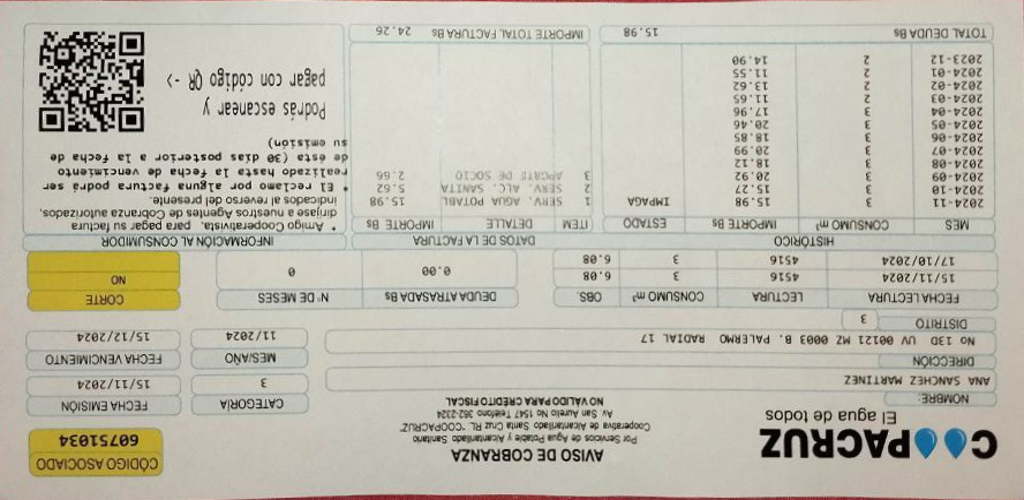 COOPACRUZ
El agua de todos
AVISO DE COBRANZA
Por Servicios de Agua Potable y Alcantarillado Sanitario
Cooperativa de Alcantarillado Santa Cruz RL. "COOPACRUZ"
Av San Aurelio No 1547 Teléfono 362-2324
NO VÁLIDO PARA CRÉDITO FISCAL
CÓDIGO ASOCIADO
60751034
NOMBRE:
ANA SANCHEZ MARTINEZ
CATEGORÍA
3
FECHA EMISIÓN
15/11/2024
DIRECCIÓN
No 13D UV 00121 MZ 0003 B. PALERMO RADIAL 17
MES/AÑO
11/2024
FECHA VENCIMIENTO
15/12/2024
DISTRITO 3
FECHA LECTURA LECTURA CONSUMO m³ OBS.
15/11/2024 4516 3 6.08
17/10/2024 4516 3 6.08
DEUDA ATRASADA Bs
0.00
N° DE MESES
0
CORTE
NO
HISTÓRICO
MES CONSUMO m³ IMPORTE Bs ESTADO
2024-11 3 15.98 IMPAGA
2024-10 3 15.27
2024-09 3 20.92
2024-08 3 18.12
2024-07 3 20.99
2024-06 3 18.85
2024-05 3 20.46
2024-04 3 17.96
2024-03 2 11.65
2024-02 2 13.62
2024-01 2 11.55
2023-12 2 14.90
TOTAL DEUDA Bs 15.98
DATOS DE LA FACTURA
ITEM DETALLE IMPORTE Bs
1 SERV. AGUA POTABL 15.98
2 SERV. ALC. SANITA 5.62
3 APORTE DE SOCIO 2.66
IMPORTE TOTAL FACTURA Bs 24.26
INFORMACIÓN AL CONSUMIDOR
* Amigo Cooperativista, para pagar su factura
diríjase a nuestros Agentes de Cobranza autorizados,
indicados al reverso del presente.
* El reclamo por alguna factura podrá ser
realizado hasta la fecha de vencimiento
de ésta (30 días posterior a la fecha de
su emisión)
Podrás escanear y
pagar con código QR ->